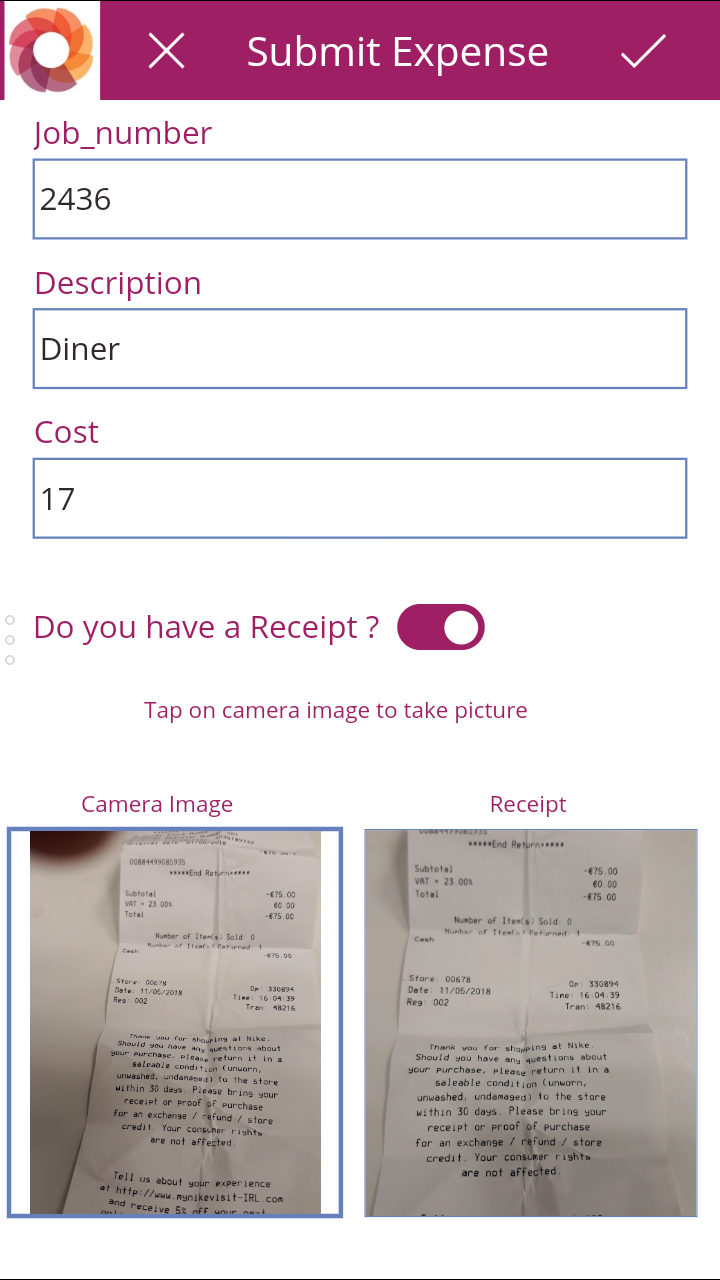 Submit Expense
Job_number
2436
Description
Diner
Cost
17
Do you have a Receipt ?
Tap on camera image to take picture
Camera Image
Receipt
00884499085935
*****End Return*****
Subtotal -€75.00
VAT = 23.00% €0.00
Total -€75.00
Number of Item(s) Sold: 0
Number of Item(s) Returned: 1
Cash -€75.00
Store: 00678 Op: 330894
Date: 11/05/2018 Time: 16:04:39
Reg: 002 Tran: 48216
Thank you for shopping at Nike.
Should you have any questions about
your purchase, please return it in a
saleable condition (unworn,
unwashed, undamaged) to the store
within 30 days. Please bring your
receipt or proof of purchase
for an exchange / refund / store
credit. Your consumer rights
are not affected.
Tell us about your experience
at http://www.mynikevisit-IRL.com
and receive 5% off your next
*****End Return*****
Subtotal -€75.00
VAT = 23.00% €0.00
Total -€75.00
Number of Item(s) Sold: 0
Number of Item(s) Returned: 1
Cash -€75.00
Store: 00678 Op: 330894
Date: 11/05/2018 Time: 16:04:39
Reg: 002 Tran: 48216
Thank you for shopping at Nike.
Should you have any questions about
your purchase, please return it in a
saleable condition (unworn,
unwashed, undamaged) to the store
within 30 days. Please bring your
receipt or proof of purchase
for an exchange / refund / store
credit. Your consumer rights
are not affected.